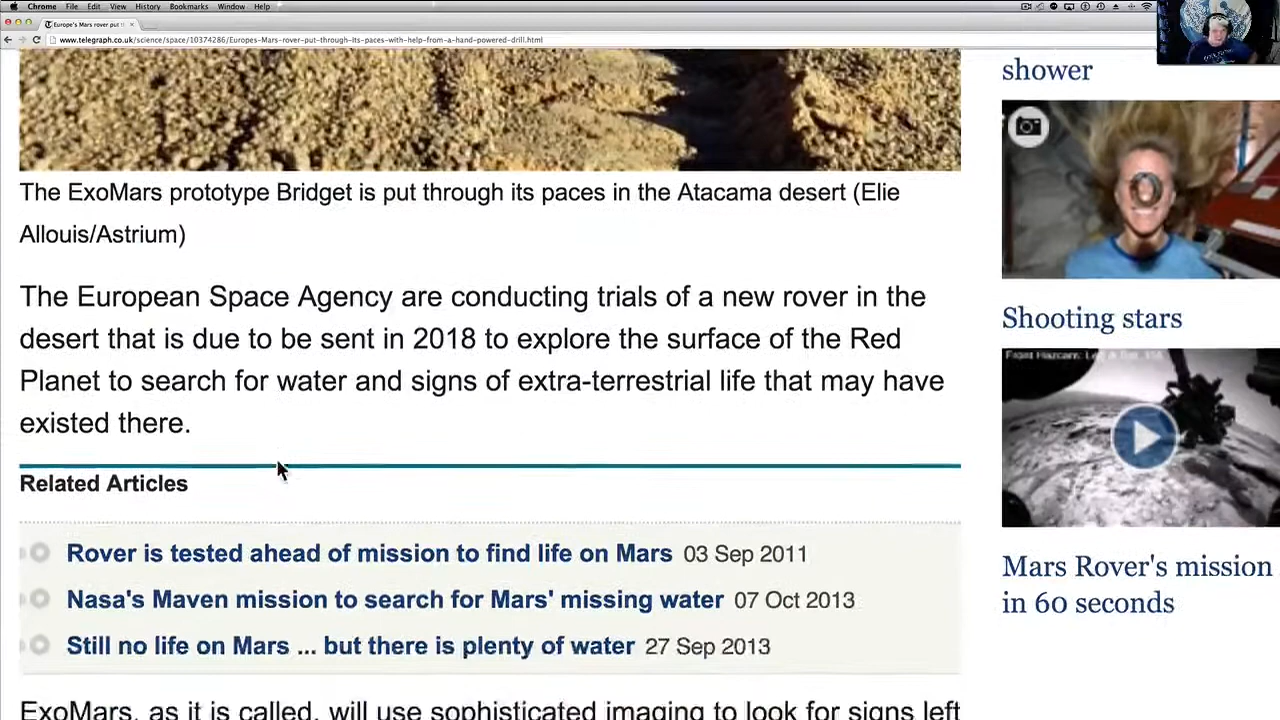 Chrome File Edit View History Bookmarks Window Help
Europe's Mars rover put
www.telegraph.co.uk/science/space/10374286/Europes-Mars-rover-put-through-its-paces-with-help-from-a-hand-powered-drill.html
The ExoMars prototype Bridget is put through its paces in the Atacama desert (Elie
Allouis/Astrium)
The European Space Agency are conducting trials of a new rover in the
desert that is due to be sent in 2018 to explore the surface of the Red
Planet to search for water and signs of extra-terrestrial life that may have
existed there.
Related Articles
Rover is tested ahead of mission to find life on Mars 03 Sep 2011
Nasa's Maven mission to search for Mars' missing water 07 Oct 2013
Still no life on Mars ... but there is plenty of water 27 Sep 2013
ExoMars, as it is called, will use sophisticated imaging to look for signs left
shower
Shooting stars
Front Hazcam: Left
Mars Rover's mission
in 60 seconds